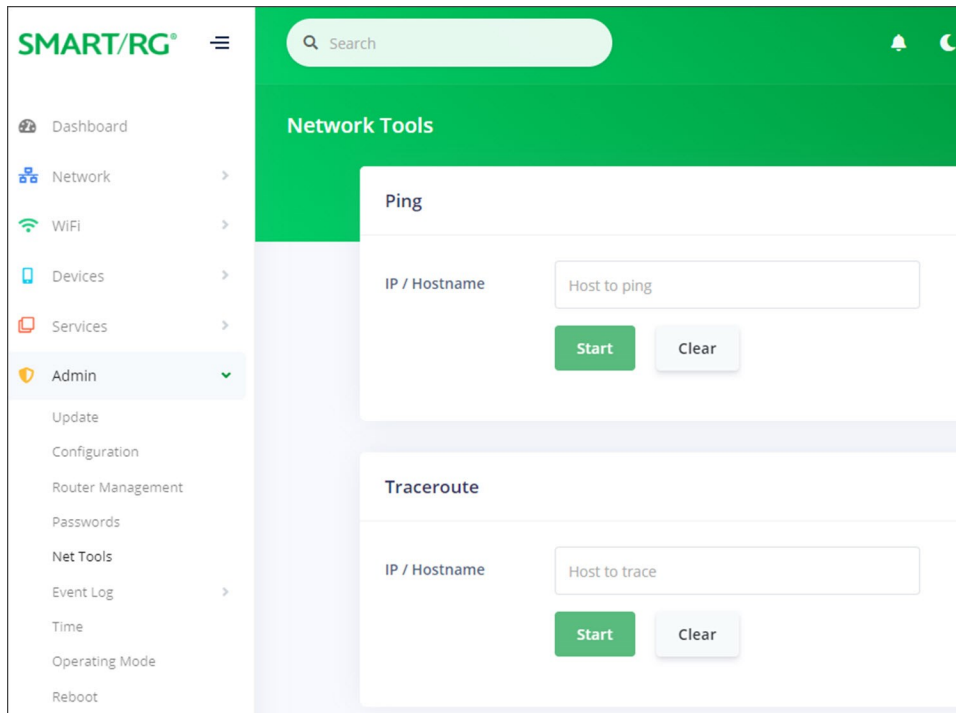 SMART/RG®
Search
Dashboard
Network
WiFi
Devices
Services
Admin
Update
Configuration
Router Management
Passwords
Net Tools
Event Log
Time
Operating Mode
Reboot
Network Tools
Ping
IP / Hostname
Host to ping
Start Clear
Traceroute
IP / Hostname
Host to trace
Start Clear